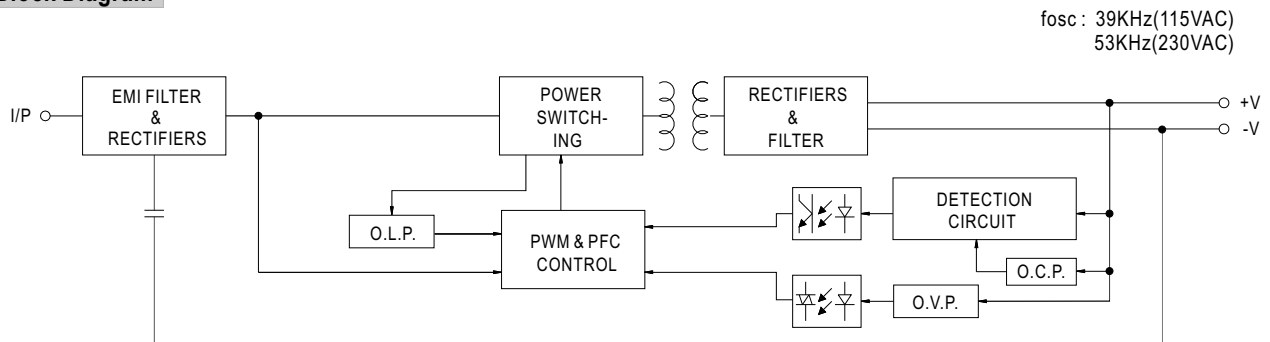 Block Diagram
fosc : 39KHz(115VAC)
53KHz(230VAC)
I/P
EMI FILTER
&
RECTIFIERS
POWER
SWITCH-
ING
RECTIFIERS
&
FILTER
+V
-V
O.L.P.
PWM & PFC
CONTROL
DETECTION
CIRCUIT
O.C.P.
O.V.P.